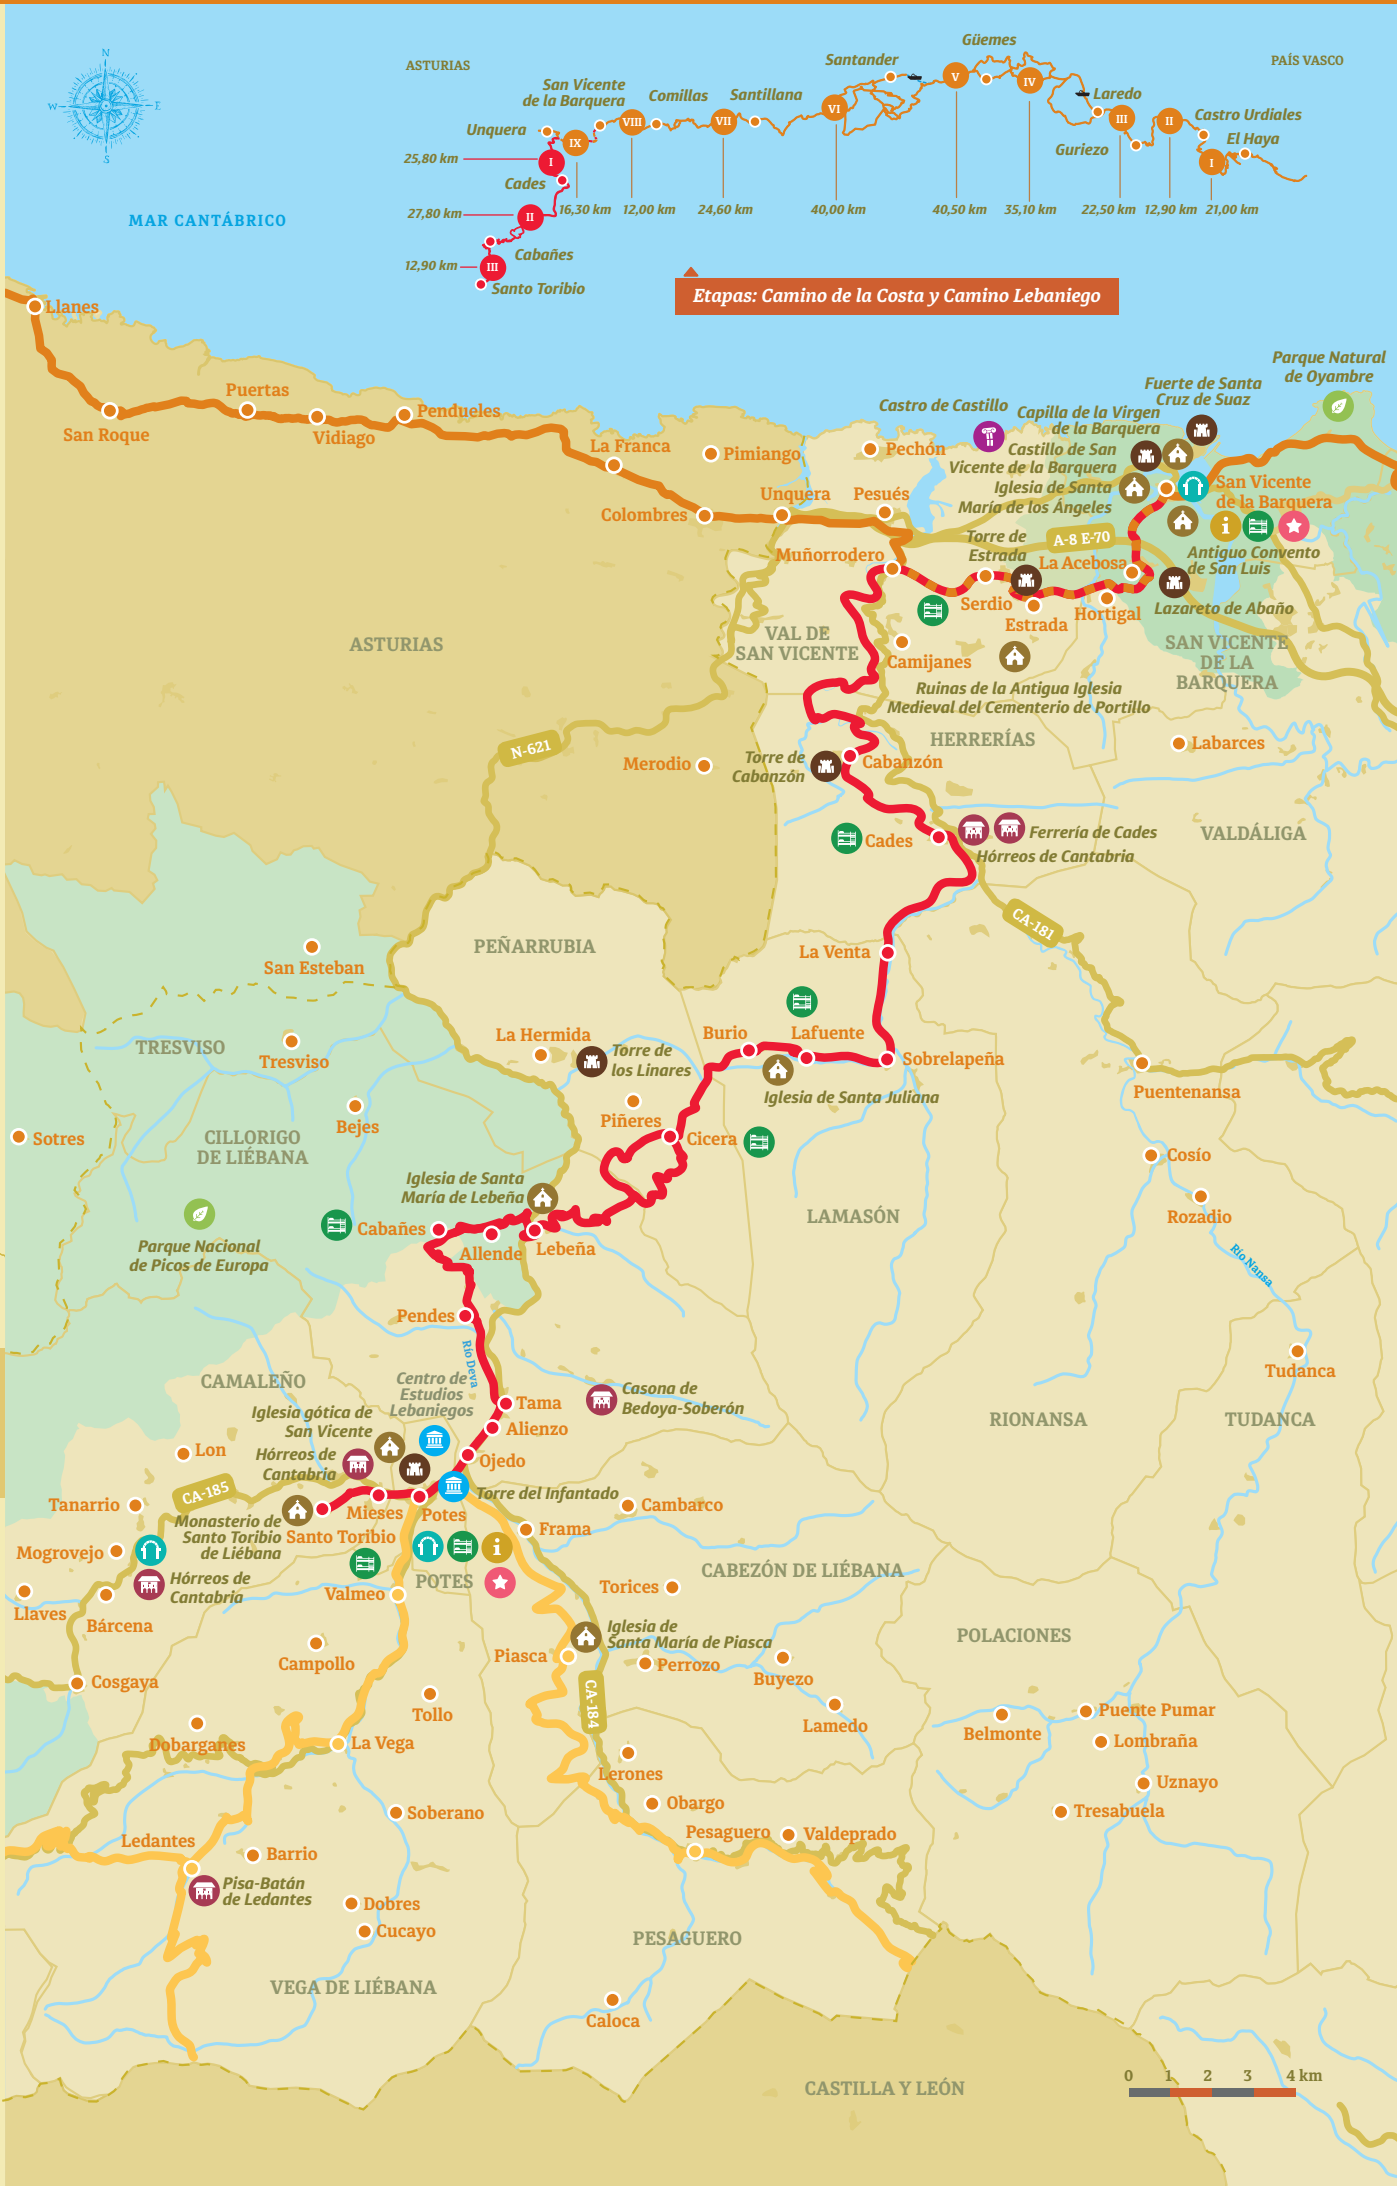 N
W
E
S
ASTURIAS
PAÍS VASCO
Güemes
Santander
San Vicente
de la Barquera
Comillas
Santillana
Laredo
Castro Urdiales
El Haya
Guriezo
Unquera
V
IV
VI
VIII
VII
III
II
I
IX
I
25,80 km
Cades
II
27,80 km
16,30 km
12,00 km
24,60 km
40,00 km
40,50 km
35,10 km
22,50 km
12,90 km
21,00 km
Cabañes
III
12,90 km
Santo Toribio
MAR CANTÁBRICO
Etapas: Camino de la Costa y Camino Lebaniego
Llanes
San Roque
Puertas
Vidiago
Pendueles
La Franca
Pimiango
Colombres
Unquera
Pesués
Pechón
Castro de Castillo
Parque Natural
de Oyambre
Fuerte de Santa
Cruz de Suaz
Capilla de la Virgen
de la Barquera
Castillo de San
Vicente de la Barquera
Iglesia de Santa
María de los Ángeles
San Vicente
de la Barquera
i
Antiguo Convento
de San Luis
A-8 E-70
Torre de
Estrada
La Acebosa
Muñorrodero
Serdio
Estrada
Hortigal
Lazareto de Abaño
ASTURIAS
VAL DE
SAN VICENTE
SAN VICENTE
DE LA
BARQUERA
Camijanes
Ruinas de la Antigua Iglesia
Medieval del Cementerio de Portillo
N-621
HERRERÍAS
Labarces
Merodio
Torre de
Cabanzón
Cabanzón
Cades
Ferrería de Cades
Hórreos de Cantabria
VALDÁLIGA
CA-181
PEÑARRUBIA
La Venta
San Esteban
TRESVISO
Tresviso
La Hermida
Torre de
los Linares
Burio
Lafuente
Sobrelapeña
Iglesia de Santa Juliana
Puentenansa
Bejes
Piñeres
Cicera
Sotres
CILLORIGO
DE LIÉBANA
Cosío
Rozadio
Iglesia de Santa
María de Lebeña
LAMASÓN
Parque Nacional
de Picos de Europa
Cabañes
Allende
Lebeña
Río Nansa
Pendes
Río Deva
Tudanca
CAMALEÑO
Centro de
Estudios
Lebaniegos
Tama
Casona de
Bedoya-Soberón
Iglesia gótica de
San Vicente
Alienzo
RIONANSA
TUDANCA
Lon
Hórreos de
Cantabria
Ojedo
CA-185
Torre del Infantado
Tanarrio
Cambarco
Mieses
Potes
Monasterio de
Santo Toribio
de Liébana
Santo Toribio
Frama
Mogrovejo
i
Hórreos de
Cantabria
POTES
CABEZÓN DE LIÉBANA
Torices
Valmeo
Llaves
Bárcena
Iglesia de
Santa María de Piasca
POLACIONES
Campollo
Piasca
Perrozo
Buyezo
Cosgaya
CA-184
Tollo
Lamedo
Belmonte
Puente Pumar
Lombraña
Dobarganes
La Vega
Lerones
Uznayo
Tresabuela
Obargo
Soberano
Pesaguero
Valdeprado
Ledantes
Barrio
Pisa-Batán
de Ledantes
Dobres
Cucayo
PESAGUERO
VEGA DE LIÉBANA
Caloca
CASTILLA Y LEÓN
0 1 2 3 4 km